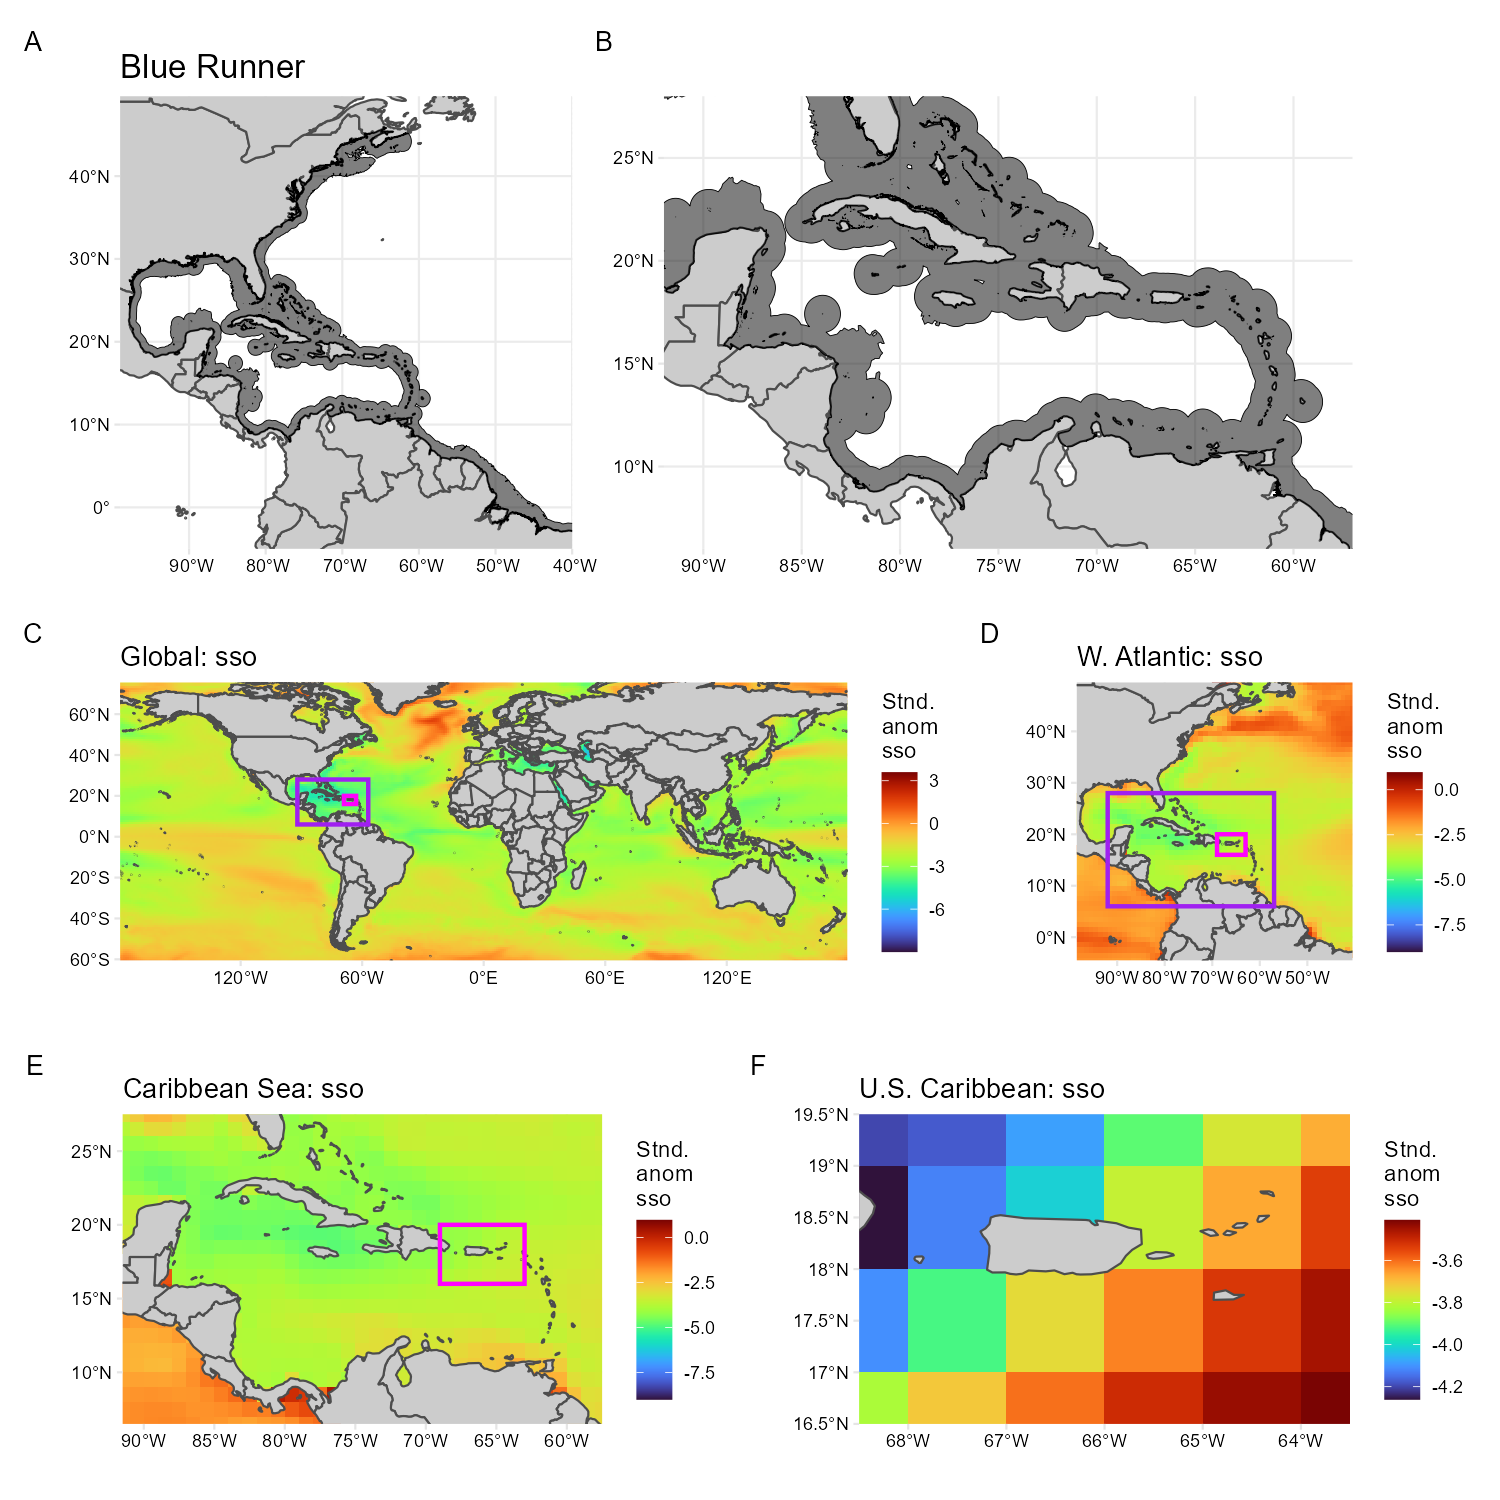 A
B
Blue Runner
40°N
30°N
20°N
10°N
0°
90°W 80°W 70°W 60°W 50°W 40°W
25°N
20°N
15°N
10°N
90°W 85°W 80°W 75°W 70°W 65°W 60°W
C
D
Global: sso
60°N
40°N
20°N
0°N
20°S
40°S
60°S
120°W 60°W 0°E 60°E 120°E
Stnd.
anom
sso
3
0
-3
-6
W. Atlantic: sso
40°N
30°N
20°N
10°N
0°N
90°W 80°W 70°W 60°W 50°W
Stnd.
anom
sso
0.0
-2.5
-5.0
-7.5
E
F
Caribbean Sea: sso
25°N
20°N
15°N
10°N
90°W 85°W 80°W 75°W 70°W 65°W 60°W
Stnd.
anom
sso
0.0
-2.5
-5.0
-7.5
U.S. Caribbean: sso
19.5°N
19°N
18.5°N
18°N
17.5°N
17°N
16.5°N
68°W 67°W 66°W 65°W 64°W
Stnd.
anom
sso
-3.6
-3.8
-4.0
-4.2